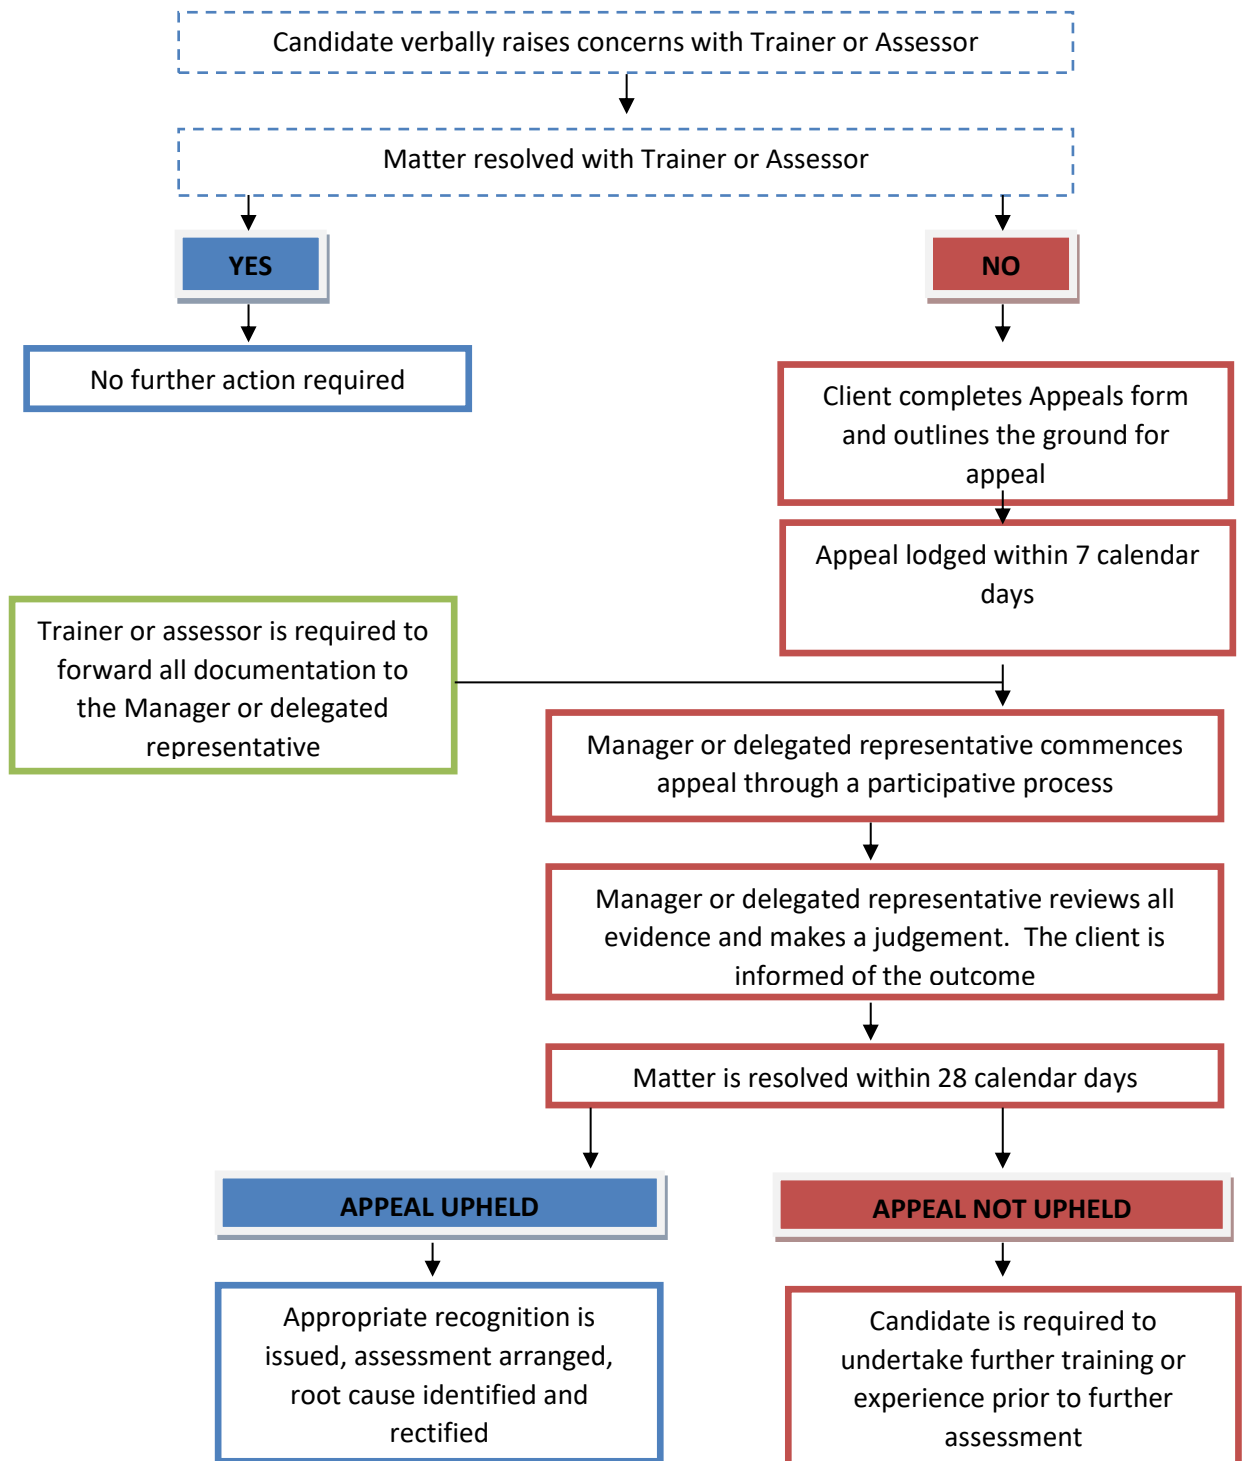 Candidate verbally raises concerns with Trainer or Assessor
Matter resolved with Trainer or Assessor
YES
NO
No further action required
Client completes Appeals form
and outlines the ground for
appeal
Appeal lodged within 7 calendar
days
Trainer or assessor is required to
forward all documentation to
the Manager or delegated
representative
Manager or delegated representative commences
appeal through a participative process
Manager or delegated representative reviews all
evidence and makes a judgement.  The client is
informed of the outcome
Matter is resolved within 28 calendar days
APPEAL UPHELD
APPEAL NOT UPHELD
Appropriate recognition is
issued, assessment arranged,
root cause identified and
rectified
Candidate is required to
undertake further training or
experience prior to further
assessment